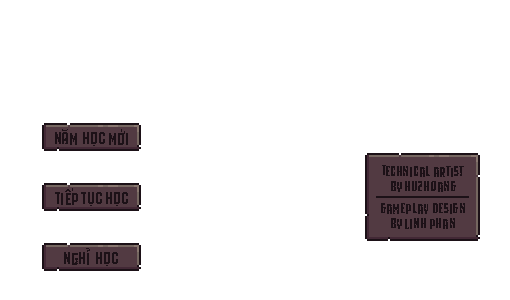 NĂM HỌC MỚI
TIẾP TỤC HỌC
NGHỈ HỌC
TECHNICAL ARTIST
BY HUZHOANG
GAMEPLAY DESIGN
BY LINH PHAN